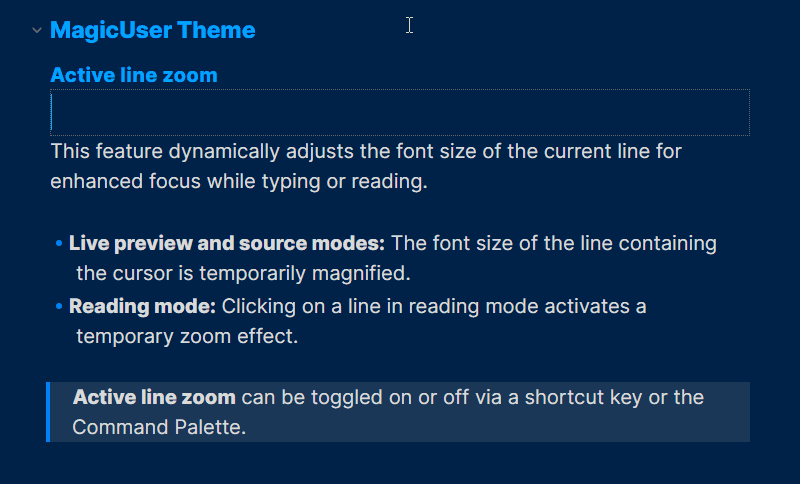 MagicUser Theme
Active line zoom
This feature dynamically adjusts the font size of the current line for
enhanced focus while typing or reading.
• Live preview and source modes: The font size of the line containing
the cursor is temporarily magnified.
• Reading mode: Clicking on a line in reading mode activates a
temporary zoom effect.
Active line zoom can be toggled on or off via a shortcut key or the
Command Palette.